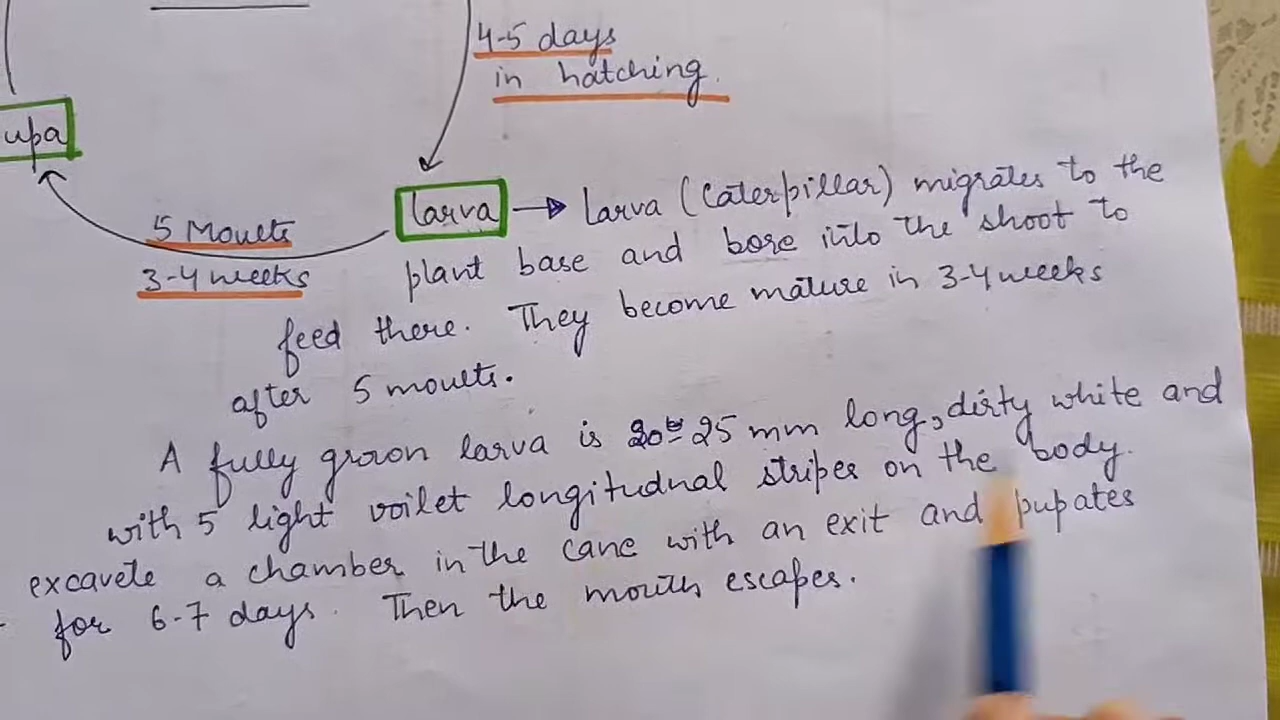 4-5 days
in hatching.
upa
larva → Larva (Caterpillar) migrates to the
5 Moults
3-4 weeks
plant base and bore into the shoot to
feed there. They become mature in 3-4 weeks
after 5 moults.
A fully grown larva is 20- 25 mm long, dirty white and
with 5 light voilet longitudnal stripes on the body.
excavete a chamber in the cane with an exit and pupates
for 6-7 days. Then the mouth escapes.